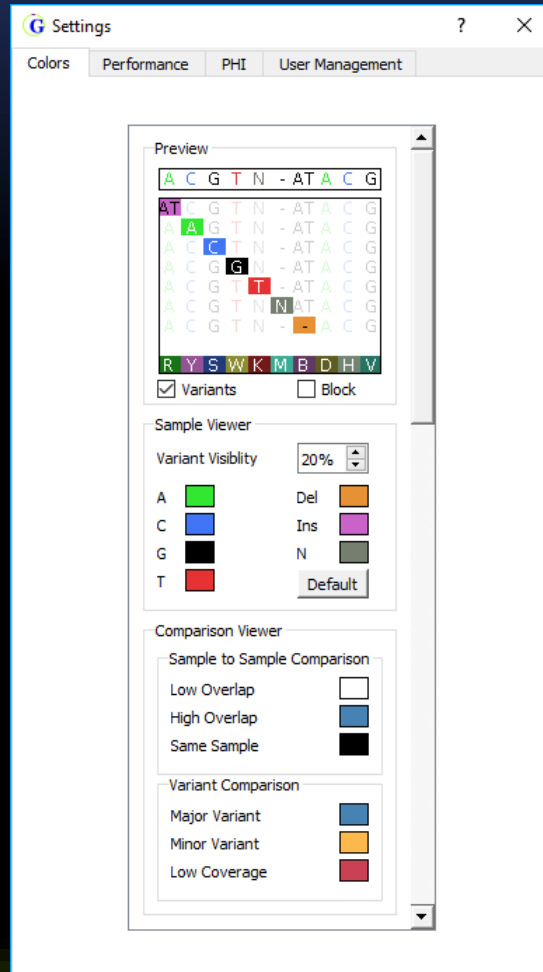 G Settings ?
Colors Performance PHI User Management
Preview
A C G T N - AT A C G
AT C G T N - AT A C G
A A G T N - AT A C G
A C C T N - AT A C G
A C G G N - AT A C G
A C G T T - AT A C G
A C G T N N AT A C G
A C G T N - - A C G
R Y S W K M B D H V
Variants Block
Sample Viewer
Variant Visiblity 20%
A Del
C Ins
G N
T Default
Comparison Viewer
Sample to Sample Comparison
Low Overlap
High Overlap
Same Sample
Variant Comparison
Major Variant
Minor Variant
Low Coverage